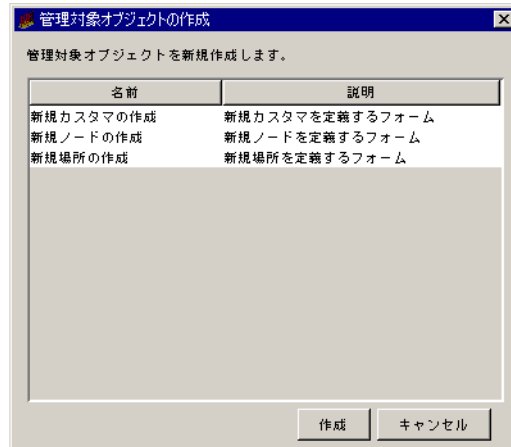 管理対象オブジェクトの作成
管理対象オブジェクトを新規作成します。
名前 説明
新規カスタマの作成 新規カスタマを定義するフォーム
新規ノードの作成 新規ノードを定義するフォーム
新規場所の作成 新規場所を定義するフォーム
作成 キャンセル